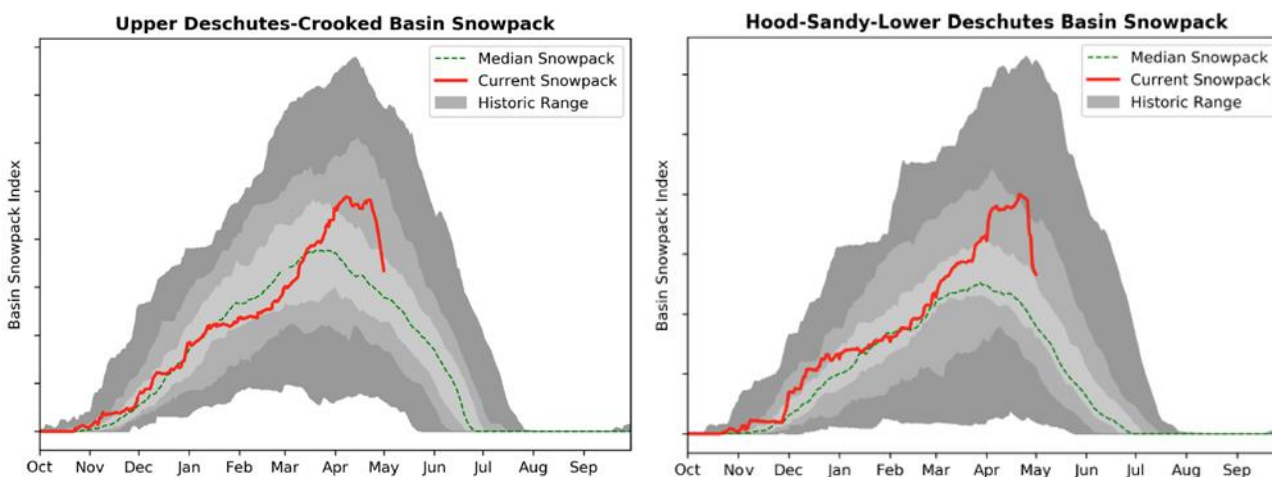 Upper Deschutes-Crooked Basin Snowpack
Median Snowpack
Current Snowpack
Historic Range
Basin Snowpack Index
Oct Nov Dec Jan Feb Mar Apr May Jun Jul Aug Sep
Hood-Sandy-Lower Deschutes Basin Snowpack
Median Snowpack
Current Snowpack
Historic Range
Basin Snowpack Index
Oct Nov Dec Jan Feb Mar Apr May Jun Jul Aug Sep